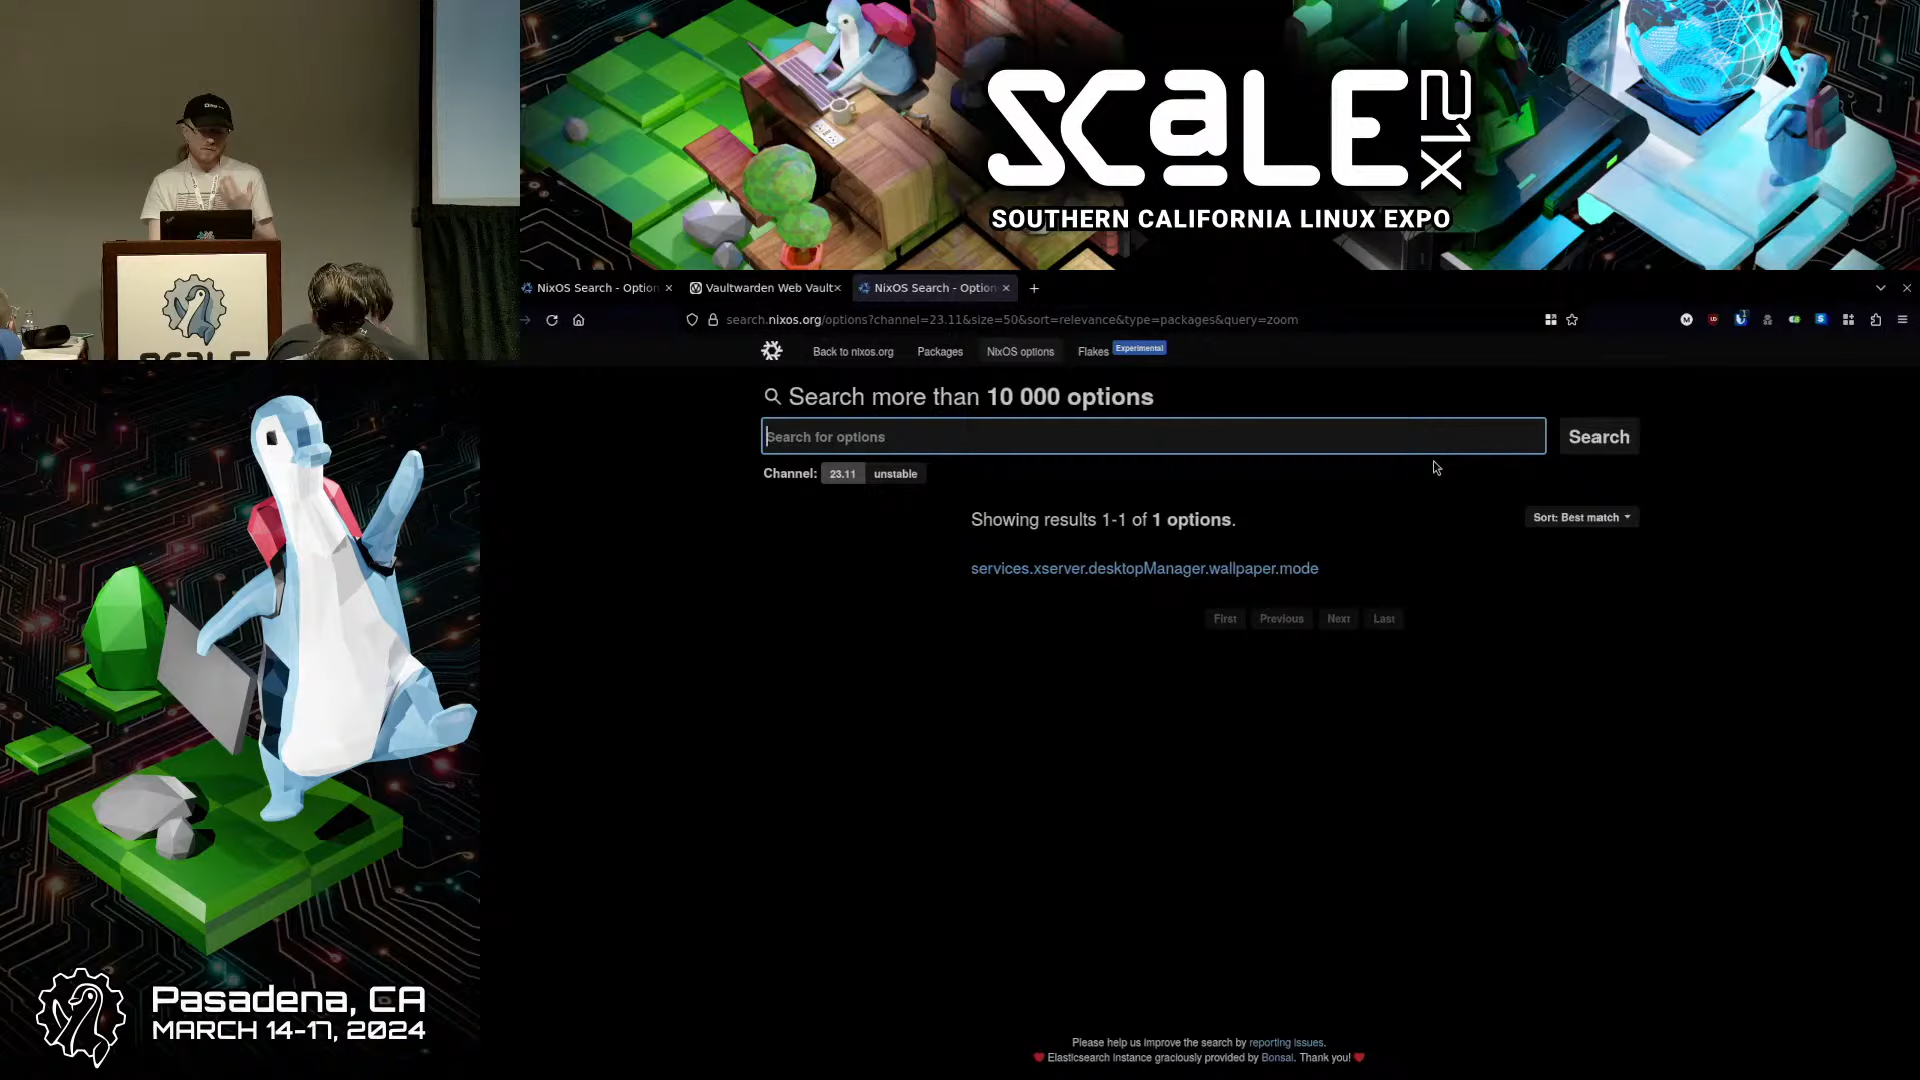 SCaLE 21X
SOUTHERN CALIFORNIA LINUX EXPO
NixOS Search - Option
Vaultwarden Web Vault
NixOS Search - Option
search.nixos.org/options?channel=23.11&size=50&sort=relevance&type=packages&query=zoom
Back to nixos.org
Packages
NixOS options
Flakes
Experimental
Search more than 10 000 options
Search for options
Search
Channel:
23.11
unstable
Showing results 1-1 of 1 options.
Sort: Best match
services.xserver.desktopManager.wallpaper.mode
First
Previous
Next
Last
Pasadena, CA
MARCH 14-17, 2024
Please help us improve the search by reporting issues.
Elasticsearch instance graciously provided by Bonsai. Thank you!